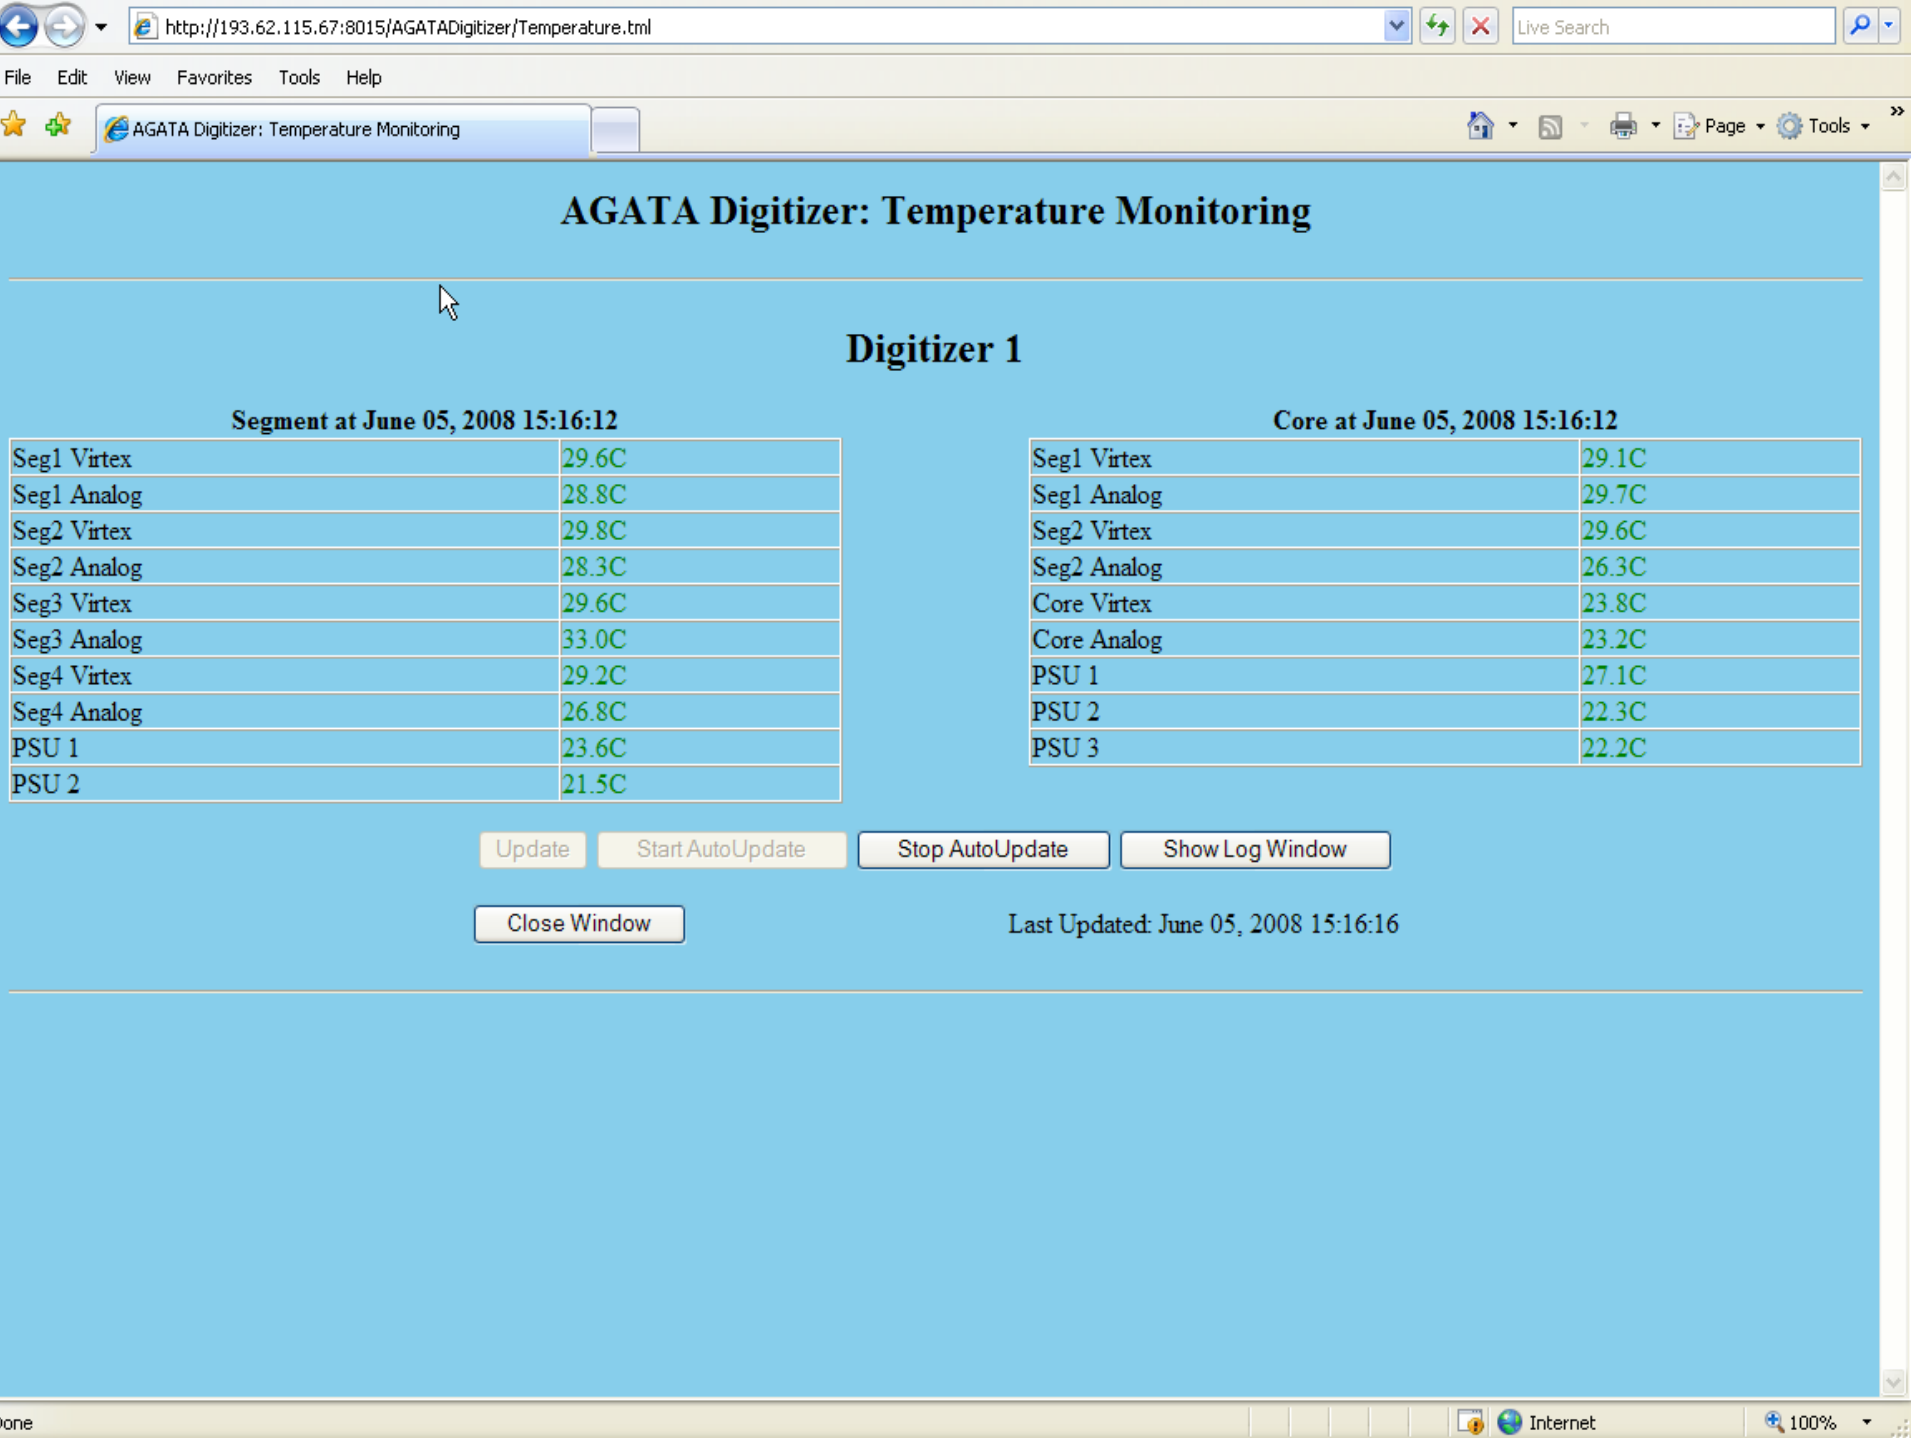 http://193.62.115.67:8015/AGATADigitizer/Temperature.tml
Live Search
File Edit View Favorites Tools Help
AGATA Digitizer: Temperature Monitoring
Page Tools »
AGATA Digitizer: Temperature Monitoring
Digitizer 1
Segment at June 05, 2008 15:16:12
Seg1 Virtex 29.6C
Seg1 Analog 28.8C
Seg2 Virtex 29.8C
Seg2 Analog 28.3C
Seg3 Virtex 29.6C
Seg3 Analog 33.0C
Seg4 Virtex 29.2C
Seg4 Analog 26.8C
PSU 1 23.6C
PSU 2 21.5C
Core at June 05, 2008 15:16:12
Seg1 Virtex 29.1C
Seg1 Analog 29.7C
Seg2 Virtex 29.6C
Seg2 Analog 26.3C
Core Virtex 23.8C
Core Analog 23.2C
PSU 1 27.1C
PSU 2 22.3C
PSU 3 22.2C
Update Start AutoUpdate Stop AutoUpdate Show Log Window
Close Window Last Updated: June 05, 2008 15:16:16
one Internet 100%